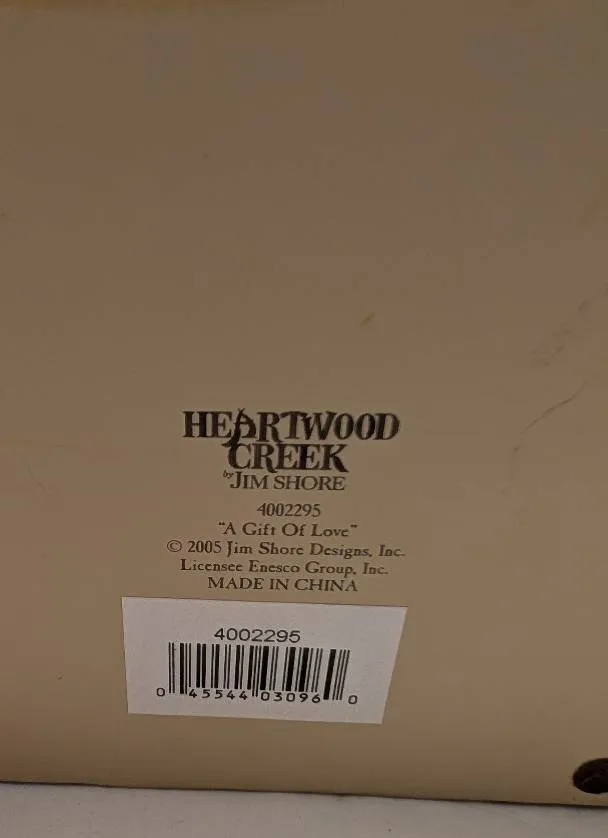 HEARTWOOD
CREEK
by JIM SHORE
4002295
"A Gift Of Love"
© 2005 Jim Shore Designs, Inc.
Licensee Enesco Group, Inc.
MADE IN CHINA
4002295
0 45544 03096 0